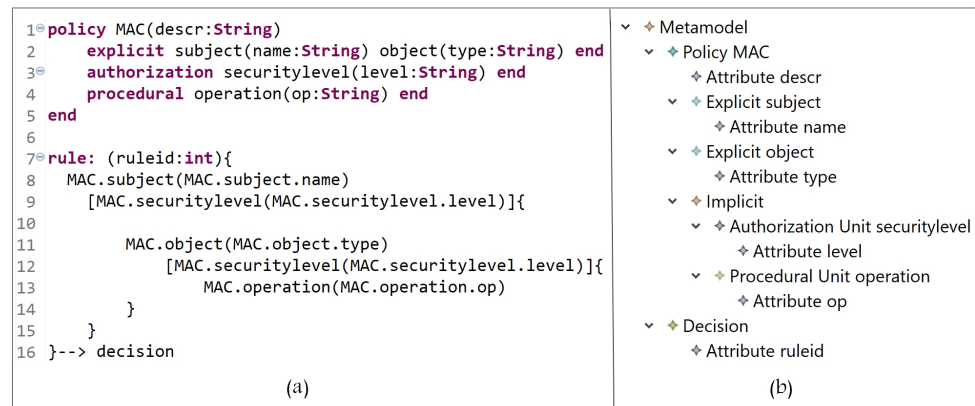 1 policy MAC(descr:String)
2 explicit subject(name:String) object(type:String) end
3 authorization securitylevel(level:String) end
4 procedural operation(op:String) end
5 end
6
7 rule: (ruleid:int){
8 MAC.subject(MAC.subject.name)
9 [MAC.securitylevel(MAC.securitylevel.level)]{
10
11 MAC.object(MAC.object.type)
12 [MAC.securitylevel(MAC.securitylevel.level)]{
13 MAC.operation(MAC.operation.op)
14 }
15 }
16 }--> decision
(a)
Metamodel
Policy MAC
Attribute descr
Explicit subject
Attribute name
Explicit object
Attribute type
Implicit
Authorization Unit securitylevel
Attribute level
Procedural Unit operation
Attribute op
Decision
Attribute ruleid
(b)